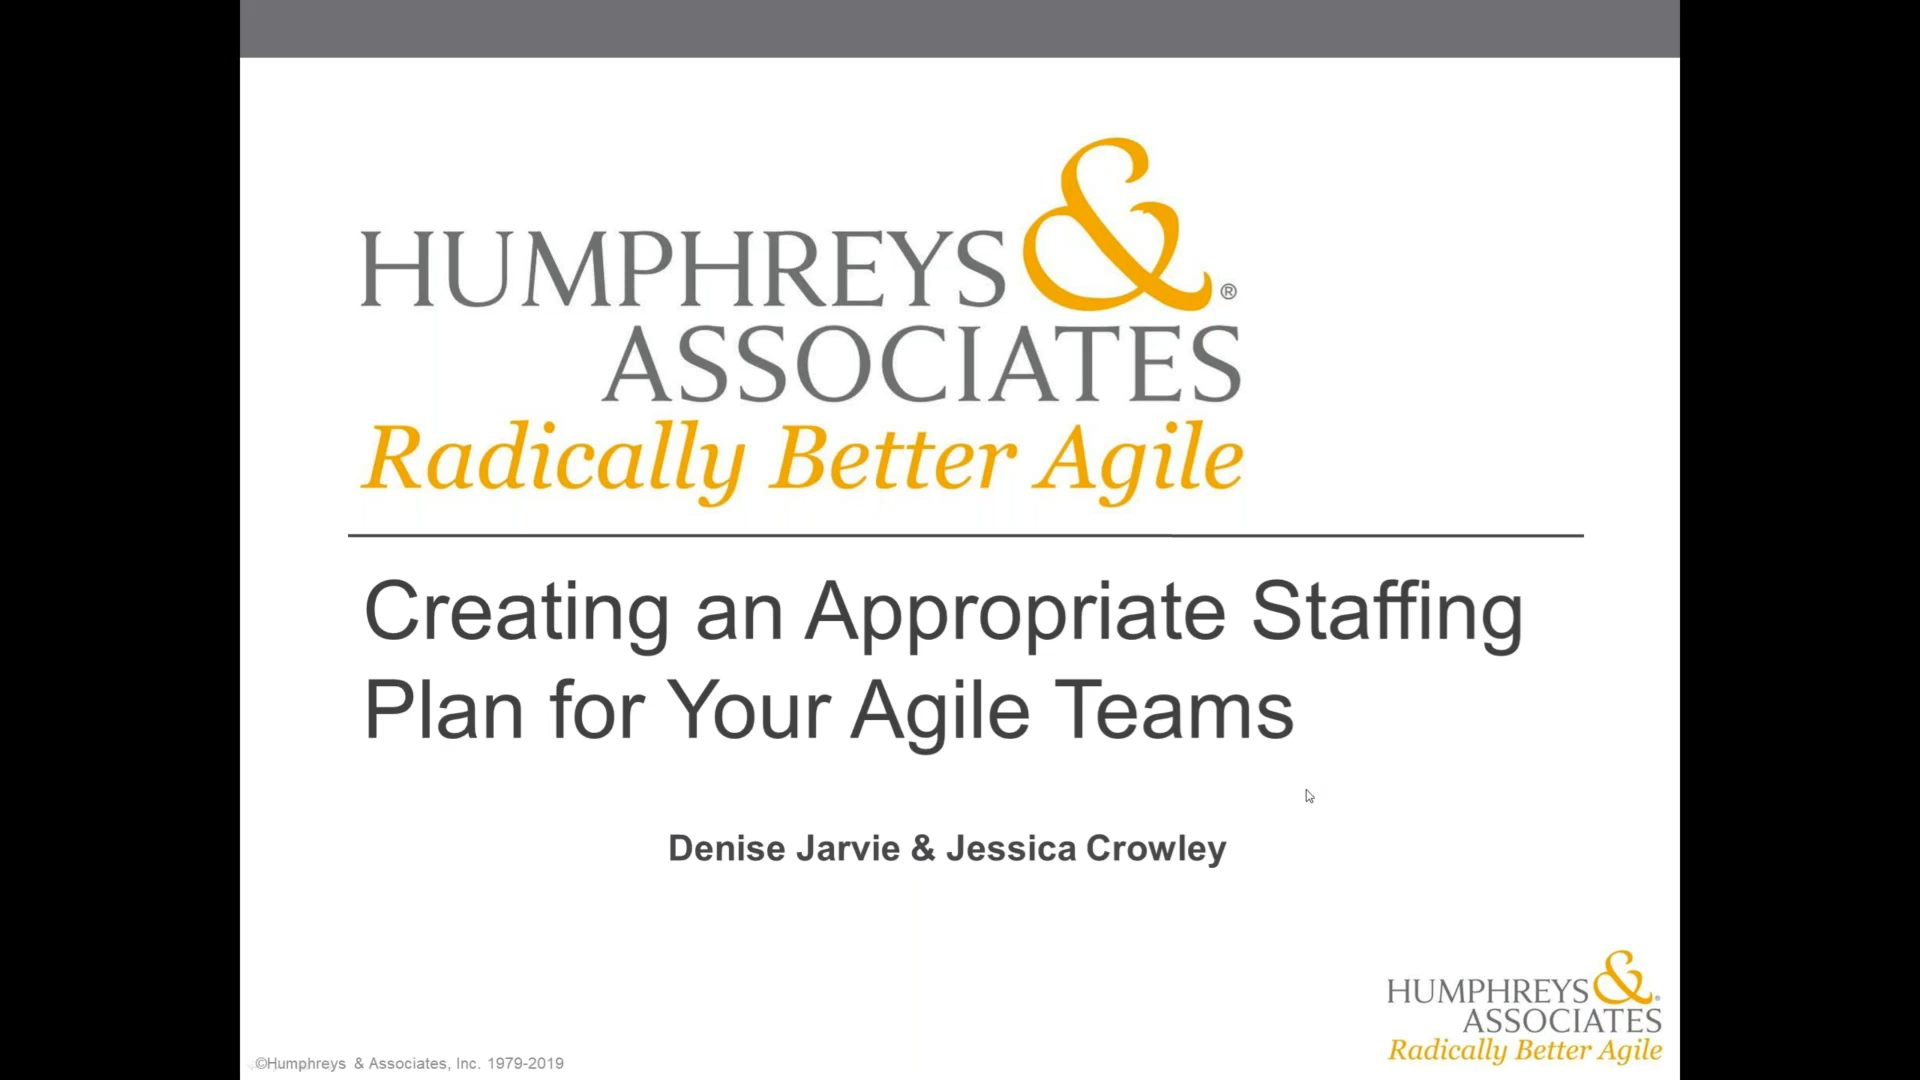 HUMPHREYS &®
ASSOCIATES
Radically Better Agile
Creating an Appropriate Staffing
Plan for Your Agile Teams
Denise Jarvie & Jessica Crowley
HUMPHREYS &®
ASSOCIATES
Radically Better Agile
©Humphreys & Associates, Inc. 1979-2019